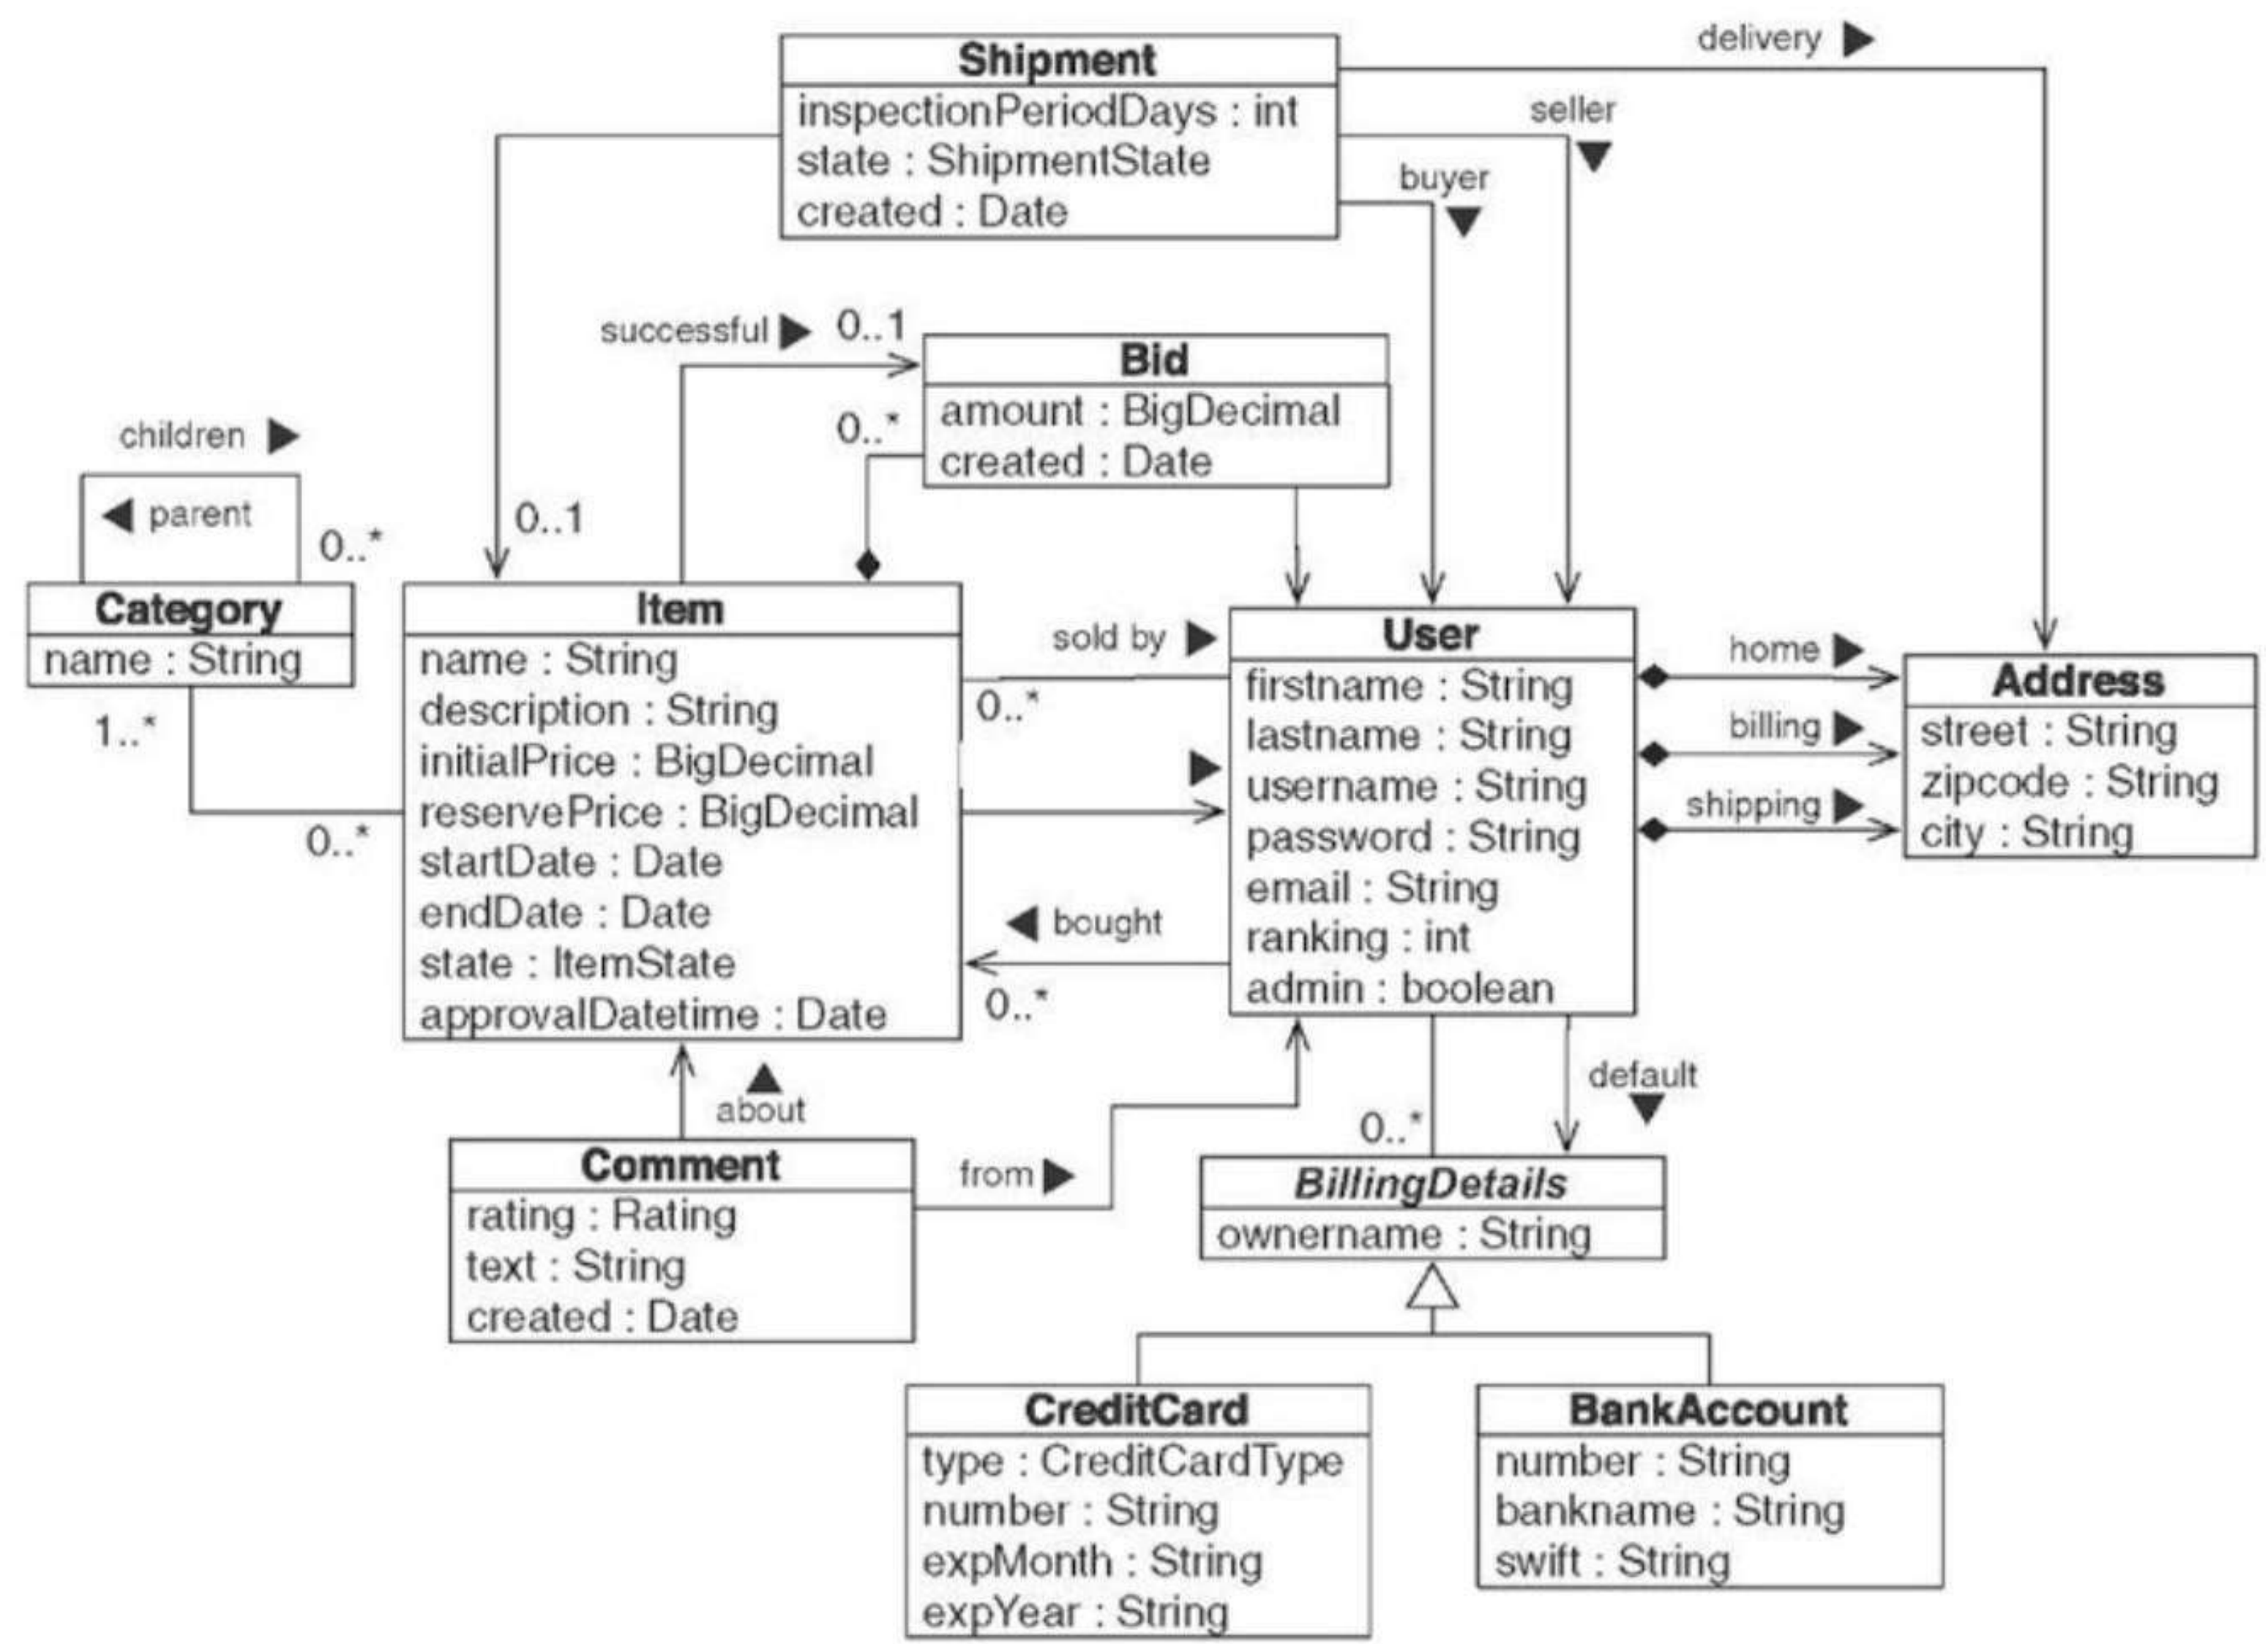 delivery
Shipment
inspectionPeriodDays : int
state : ShipmentState
created : Date
seller
buyer
successful
0..1
Bid
amount : BigDecimal
created : Date
0..*
children
parent
0..*
0..1
Category
name : String
1..*
0..*
Item
name : String
description : String
initialPrice : BigDecimal
reservePrice : BigDecimal
startDate : Date
endDate : Date
state : ItemState
approvalDatetime : Date
sold by
0..*
bought
0..*
User
firstname : String
lastname : String
username : String
password : String
email : String
ranking : int
admin : boolean
home
billing
shipping
Address
street : String
zipcode : String
city : String
about
Comment
rating : Rating
text : String
created : Date
from
0..*
default
BillingDetails
ownername : String
CreditCard
type : CreditCardType
number : String
expMonth : String
expYear : String
BankAccount
number : String
bankname : String
swift : String